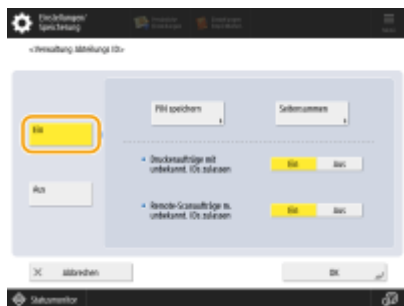 Einstellungen/
Speicherung
<Verwaltung Abteilungs ID>
Ein
PIN speichern
Seitensummen
Druckeraufträge mit
unbekannt. IDs zulassen
Ein
Aus
Aus
Remote-Scanaufträge m.
unbekannt. IDs zulassen
Ein
Aus
Abbrechen
OK
Statusmonitor